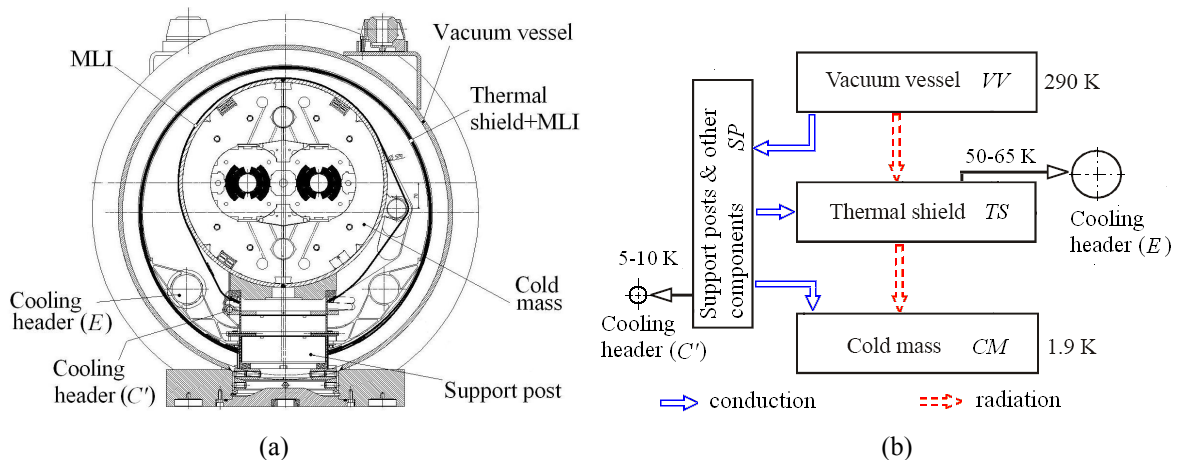 MLI
Vacuum vessel
Thermal
shield+MLI
Cold
mass
Support post
Cooling
header (E)
Cooling
header (C')
(a)
Vacuum vessel VV
290 K
Support posts & other
components
SP
50-65 K
Thermal shield TS
Cooling
header (E)
5-10 K
Cooling
header (C')
Cold mass CM
1.9 K
conduction
radiation
(b)